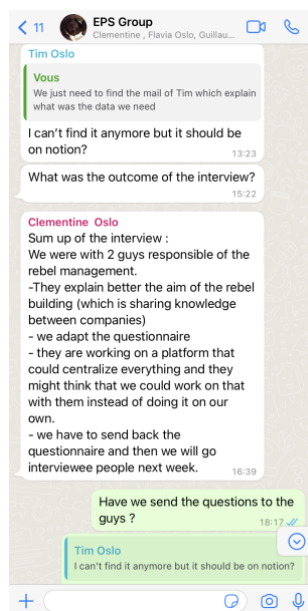 11
EPS Group
Clementine , Flavia Oslo, Guillau...
Tim Oslo
Vous
We just need to find the mail of Tim which explain
what was the data we need
I can't find it anymore but it should be
on notion?
13:23
What was the outcome of the interview?
15:22
Clementine Oslo
Sum up of the interview :
We were with 2 guys responsible of the
rebel management.
-They explain better the aim of the rebel
building (which is sharing knowledge
between companies)
- we adapt the questionnaire
- they are working on a platform that
could centralize everything and they
might think that we could work on that
with them instead of doing it on our
own.
- we have to send back the
questionnaire and then we will go
interviewee people next week.
16:39
Have we send the questions to the
guys ?
18:17
Tim Oslo
I can't find it anymore but it should be on notion?